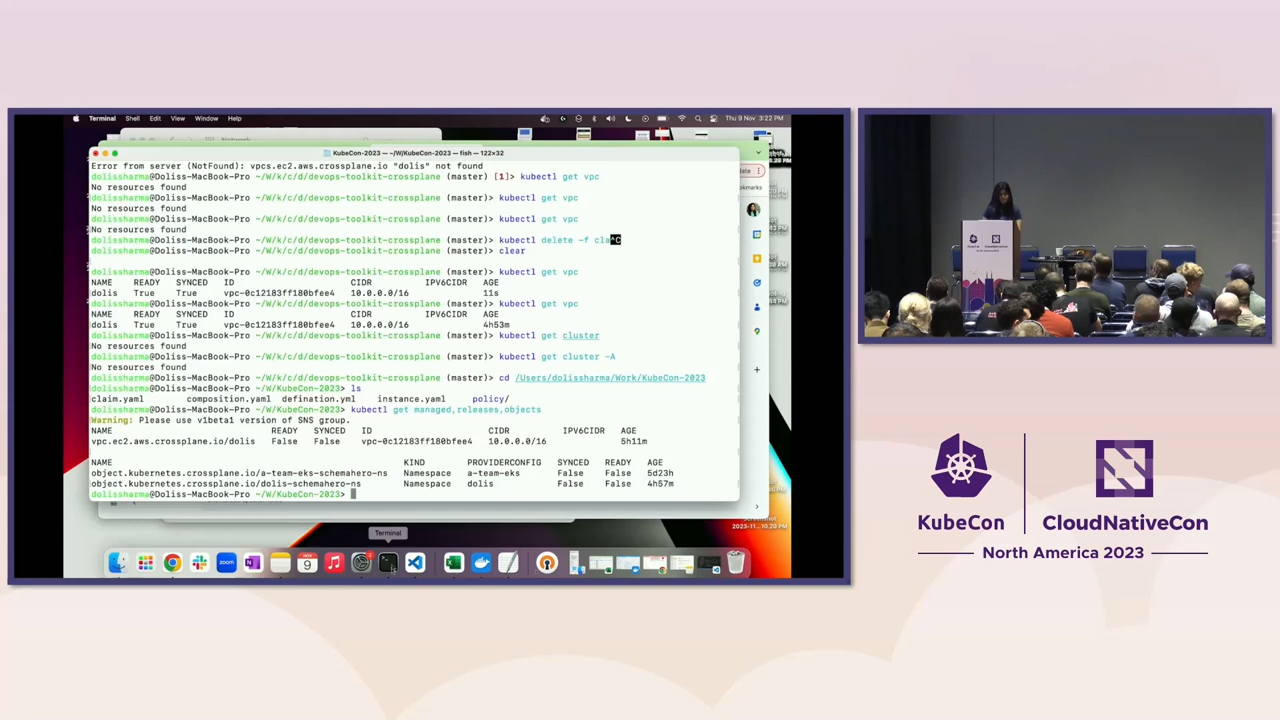 Terminal Shell Edit View Window Help
Thu 9 Nov 3:22 PM
KubeCon-2023 — ~/W/KubeCon-2023 — fish — 122×32
Error from server (NotFound): vpcs.ec2.aws.crossplane.io "dolis" not found
dolissharma@Doliss-MacBook-Pro ~/W/k/c/d/devops-toolkit-crossplane (master) [1]> kubectl get vpc
No resources found
dolissharma@Doliss-MacBook-Pro ~/W/k/c/d/devops-toolkit-crossplane (master)> kubectl get vpc
No resources found
dolissharma@Doliss-MacBook-Pro ~/W/k/c/d/devops-toolkit-crossplane (master)> kubectl get vpc
No resources found
dolissharma@Doliss-MacBook-Pro ~/W/k/c/d/devops-toolkit-crossplane (master)> kubectl delete -f cla^C
dolissharma@Doliss-MacBook-Pro ~/W/k/c/d/devops-toolkit-crossplane (master)> clear
dolissharma@Doliss-MacBook-Pro ~/W/k/c/d/devops-toolkit-crossplane (master)> kubectl get vpc
NAME READY SYNCED ID CIDR IPV6CIDR AGE
dolis True True vpc-0c12183ff180bfee4 10.0.0.0/16 11s
dolissharma@Doliss-MacBook-Pro ~/W/k/c/d/devops-toolkit-crossplane (master)> kubectl get vpc
NAME READY SYNCED ID CIDR IPV6CIDR AGE
dolis True True vpc-0c12183ff180bfee4 10.0.0.0/16 4h53m
dolissharma@Doliss-MacBook-Pro ~/W/k/c/d/devops-toolkit-crossplane (master)> kubectl get cluster
No resources found
dolissharma@Doliss-MacBook-Pro ~/W/k/c/d/devops-toolkit-crossplane (master)> kubectl get cluster -A
No resources found
dolissharma@Doliss-MacBook-Pro ~/W/k/c/d/devops-toolkit-crossplane (master)> cd /Users/dolissharma/Work/KubeCon-2023
dolissharma@Doliss-MacBook-Pro ~/W/KubeCon-2023> ls
claim.yaml composition.yaml defination.yml instance.yaml policy/
dolissharma@Doliss-MacBook-Pro ~/W/KubeCon-2023> kubectl get managed,releases,objects
Warning: Please use v1beta1 version of SNS group.
NAME READY SYNCED ID CIDR IPV6CIDR AGE
vpc.ec2.aws.crossplane.io/dolis False False vpc-0c12183ff180bfee4 10.0.0.0/16 5h11m
NAME KIND PROVIDERCONFIG SYNCED READY AGE
object.kubernetes.crossplane.io/a-team-eks-schemahero-ns Namespace a-team-eks False False 5d23h
object.kubernetes.crossplane.io/dolis-schemahero-ns Namespace dolis False False 4h57m
dolissharma@Doliss-MacBook-Pro ~/W/KubeCon-2023>
Terminal
zoom
NOV
9
KubeCon
CloudNativeCon
North America 2023